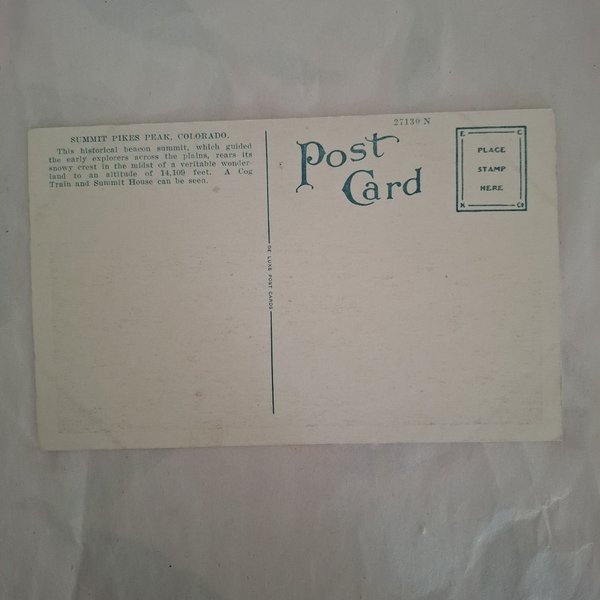 27130 N
SUMMIT PIKES PEAK, COLORADO.
This historical beacon summit, which guided
the early explorers across the plains, rears its
snowy crest in the midst of a veritable wonder-
land to an altitude of 14,109 feet. A Cog
Train and Summit House can be seen.
Post
Card
E C
PLACE
STAMP
HERE
N Co
DE LUXE POST CARDS